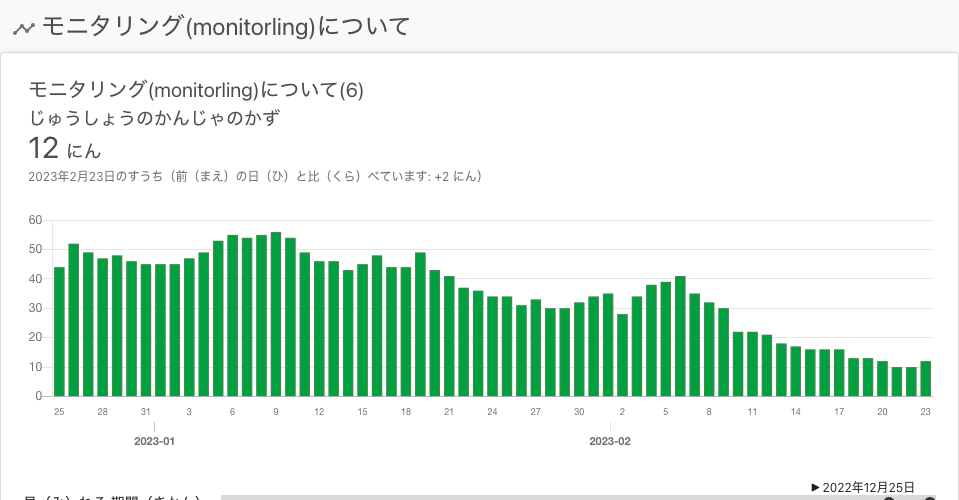 モニタリング(monitorling)について
モニタリング(monitorling)について(6)
じゅうしょうのかんじゃのかず
12 にん
2023年2月23日のすうち（前（まえ）の日（ひ）と比（くら）べています: +2 にん）
60
50
40
30
20
10
0
25 28 31 3 6 9 12 15 18 21 24 27 30 2 5 8 11 14 17 20 23
2023-01 2023-02
2022年12月25日